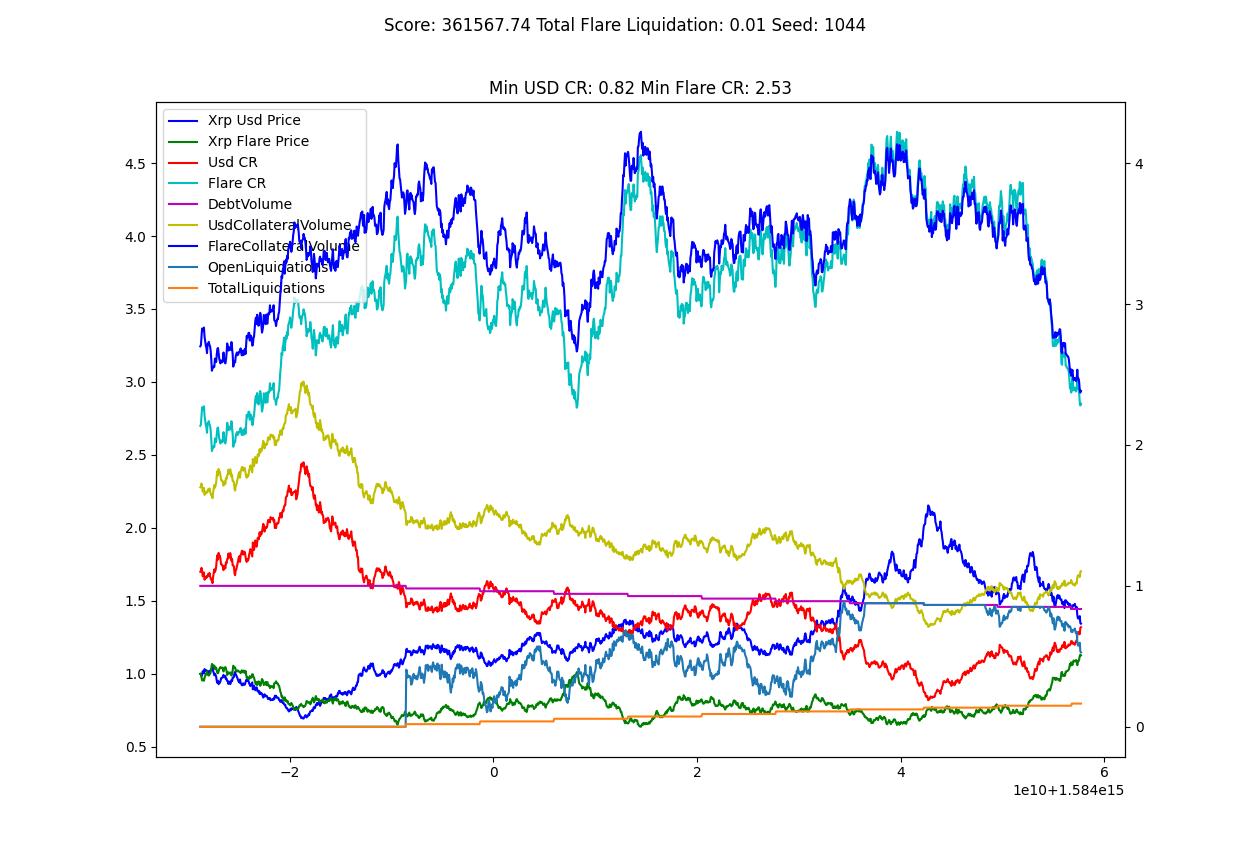 Score: 361567.74 Total Flare Liquidation: 0.01 Seed: 1044
Min USD CR: 0.82 Min Flare CR: 2.53
Xrp Usd Price
Xrp Flare Price
Usd CR
Flare CR
DebtVolume
UsdCollateralVolume
FlareCollateralVolume
OpenLiquidations
TotalLiquidations
4.5
4.0
3.5
3.0
2.5
2.0
1.5
1.0
0.5
4
3
2
1
0
−2
0
2
4
6
1e10+1.584e15